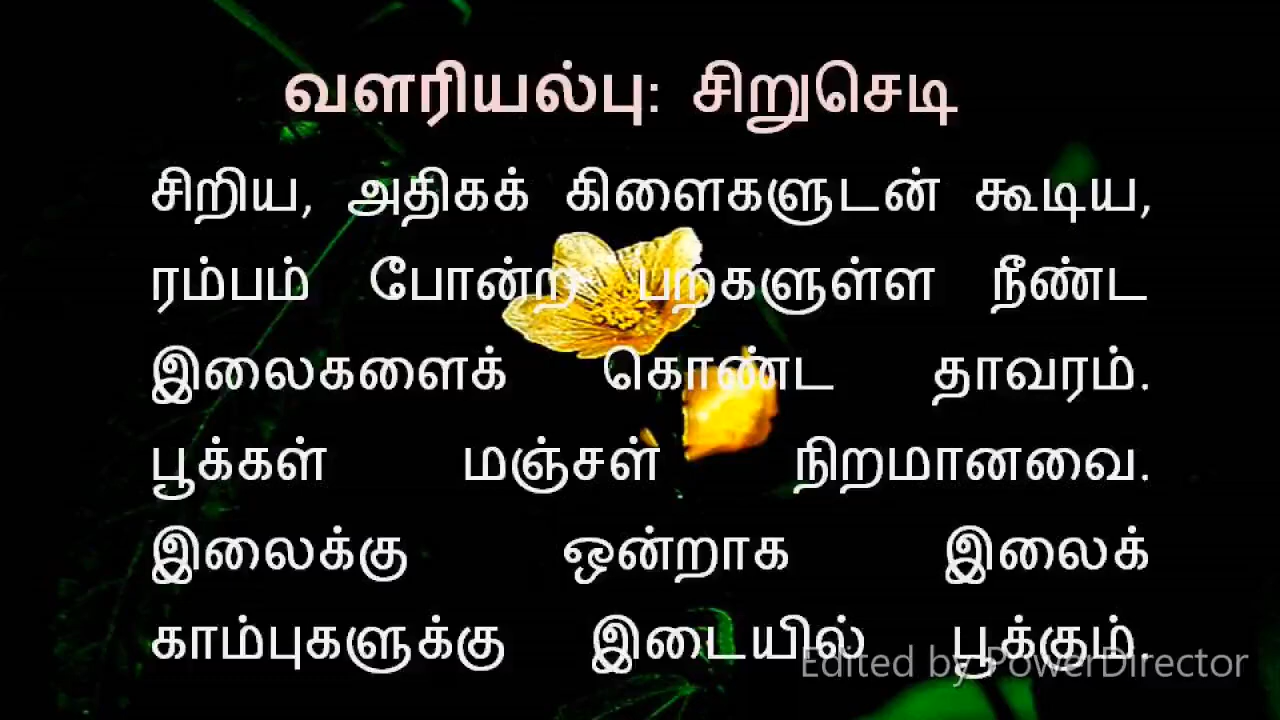 வளரியல்பு: சிறுசெடி
சிறிய, அதிகக் கிளைகளுடன் கூடிய,
ரம்பம் போன்ற பற்களுள்ள நீண்ட
இலைகளைக் கொண்ட தாவரம்.
பூக்கள் மஞ்சள் நிறமானவை.
இலைக்கு ஒன்றாக இலைக்
காம்புகளுக்கு இடையில் பூக்கும்.
Edited by PowerDirector